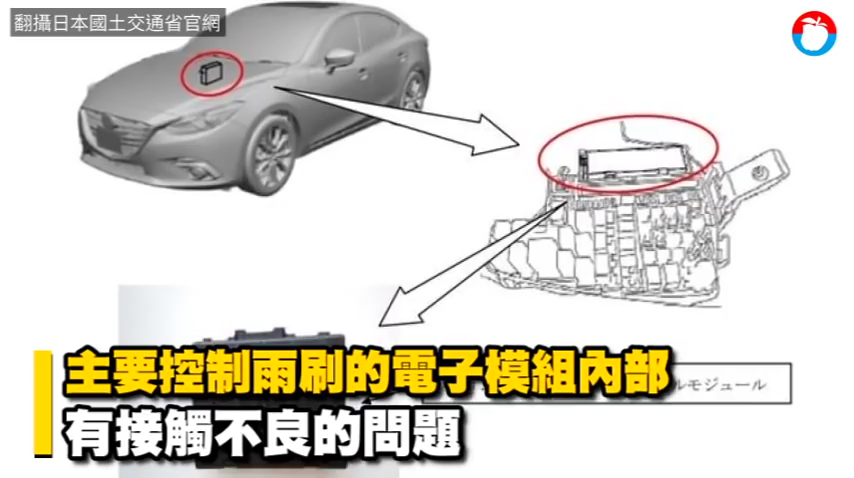 翻攝日本國土交通省官網
ルモジュール
主要控制雨刷的電子模組內部
有接觸不良的問題